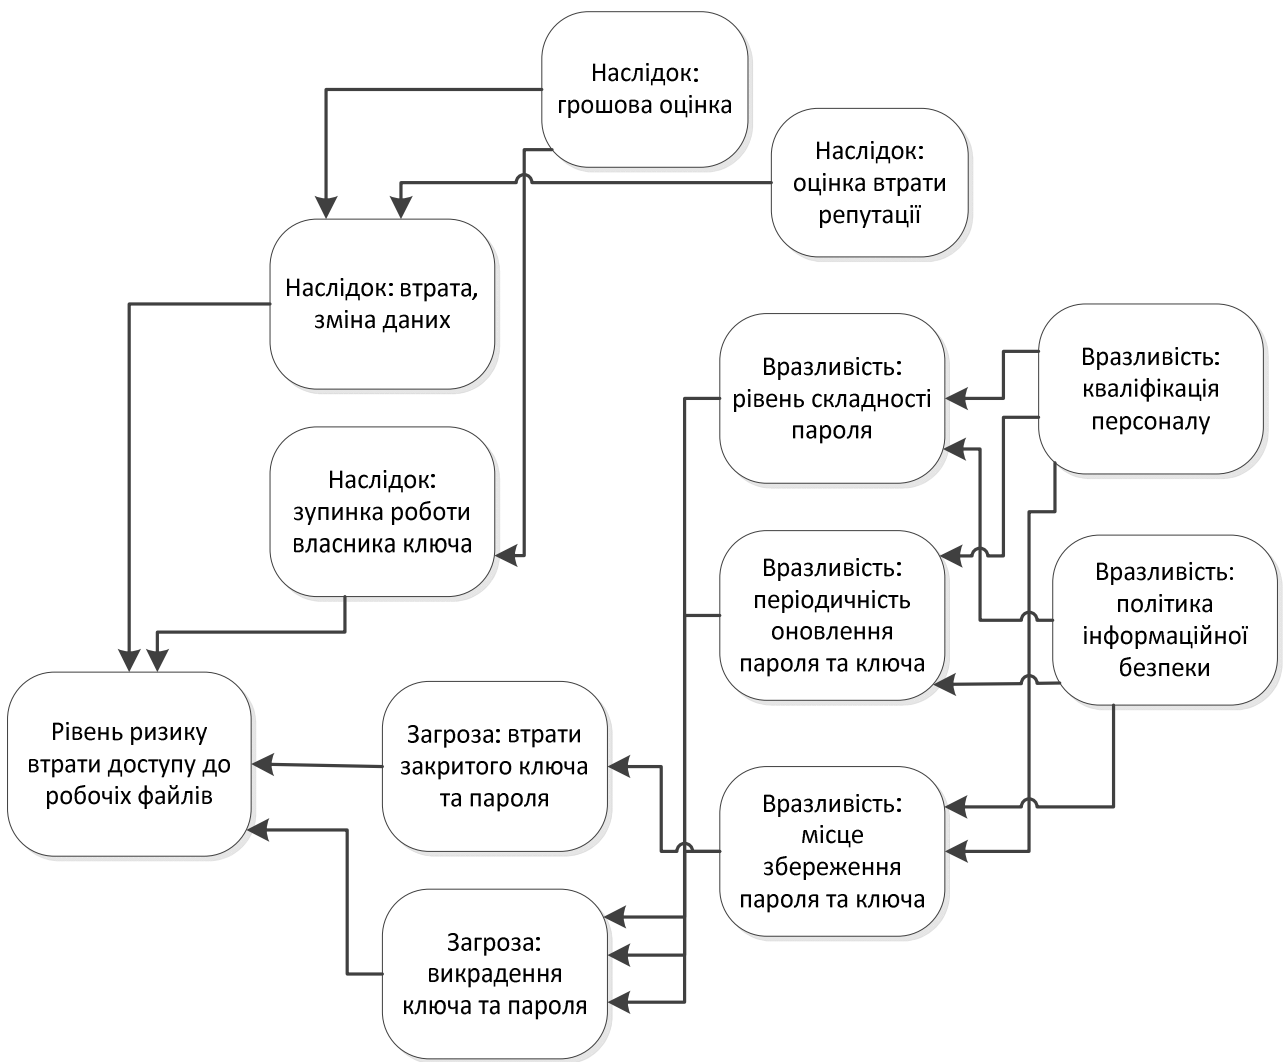 Наслідок:
грошова оцінка
Наслідок:
оцінка втрати
репутації
Наслідок: втрата,
зміна даних
Вразливість:
рівень складності
пароля
Вразливість:
кваліфікація
персоналу
Наслідок:
зупинка роботи
власника ключа
Вразливість:
періодичність
оновлення
пароля та ключа
Вразливість:
політика
інформаційної
безпеки
Рівень ризику
втрати доступу до
робочіх файлів
Загроза: втрати
закритого ключа
та пароля
Вразливість:
місце
збереження
пароля та ключа
Загроза:
викрадення
ключа та пароля